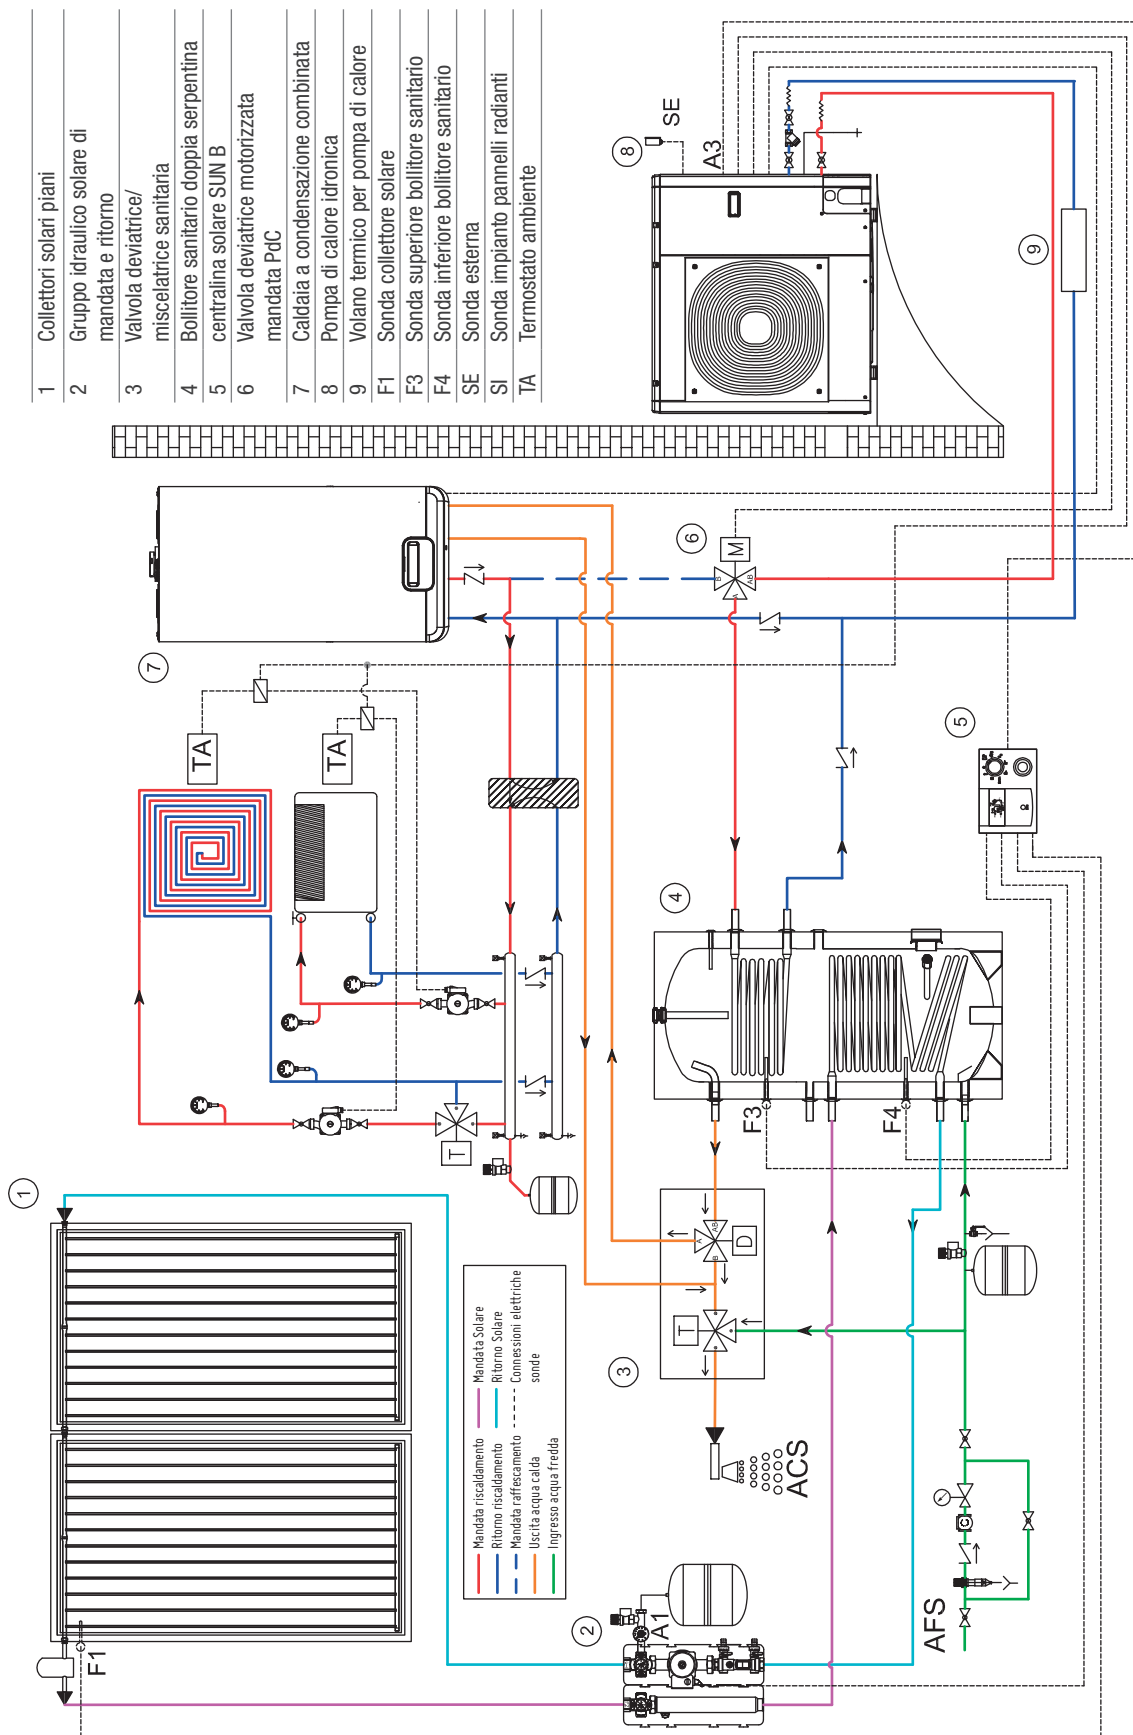 1 Collettori solari piani
2 Gruppo idraulico solare di
mandata e ritorno
3 Valvola deviatrice/
miscelatrice sanitaria
4 Bollitore sanitario doppia serpentina
5 centralina solare SUN B
6 Valvola deviatrice motorizzata
mandata PdC
7 Caldaia a condensazione combinata
8 Pompa di calore idronica
9 Volano termico per pompa di calore
F1 Sonda collettore solare
F3 Sonda superiore bollitore sanitario
F4 Sonda inferiore bollitore sanitario
SE Sonda esterna
SI Sonda impianto pannelli radianti
TA Termostato ambiente
1
F1
7
TA
TA
T
8
SE
A3
9
6
M
A
B
AB
5
4
F3
F4
3
D
A
B
AB
T
ACS
2
A1
AFS
Mandata riscaldamento
Ritorno riscaldamento
Mandata raffescamento
Uscita acqua calda
Ingresso acqua fredda
Mandata Solare
Ritorno Solare
Connessioni elettriche
sonde